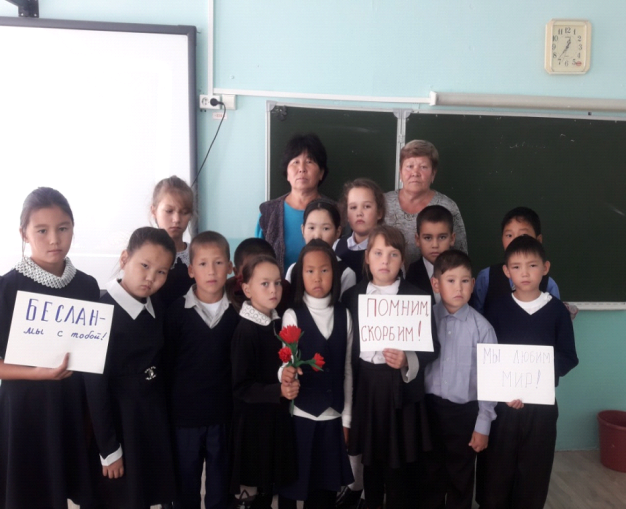 БЕСЛАН-
мы с тобой!
ПОМНИМ
СКОРБИМ!
МЫ ЛЮБИМ
МИР!